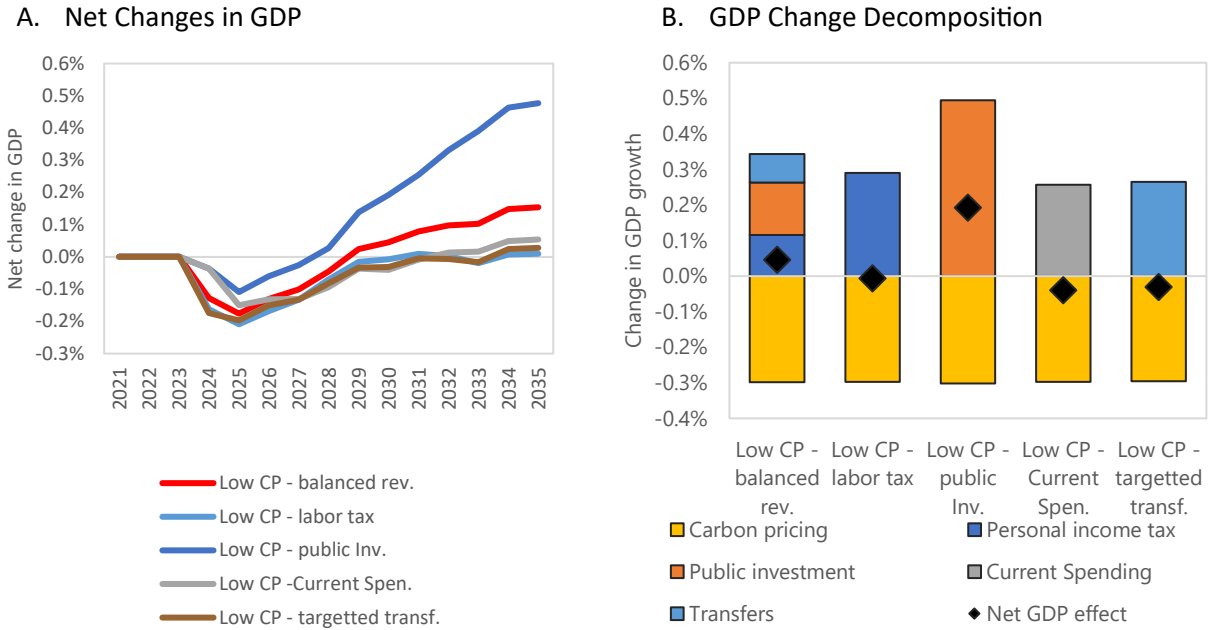 A. Net Changes in GDP
Net change in GDP
0.6%
0.5%
0.4%
0.3%
0.2%
0.1%
0.0%
-0.1%
-0.2%
-0.3%
2021
2022
2023
2024
2025
2026
2027
2028
2029
2030
2031
2032
2033
2034
2035
Low CP - balanced rev.
Low CP - labor tax
Low CP - public Inv.
Low CP -Current Spen.
Low CP - targetted transf.
B. GDP Change Decomposition
Change in GDP growth
0.6%
0.5%
0.4%
0.3%
0.2%
0.1%
0.0%
-0.1%
-0.2%
-0.3%
-0.4%
Low CP -
balanced
rev.
Low CP -
labor tax
Low CP -
public
Inv.
Low CP -
Current
Spen.
Low CP -
targetted
transf.
Carbon pricing
Personal income tax
Public investment
Current Spending
Transfers
Net GDP effect